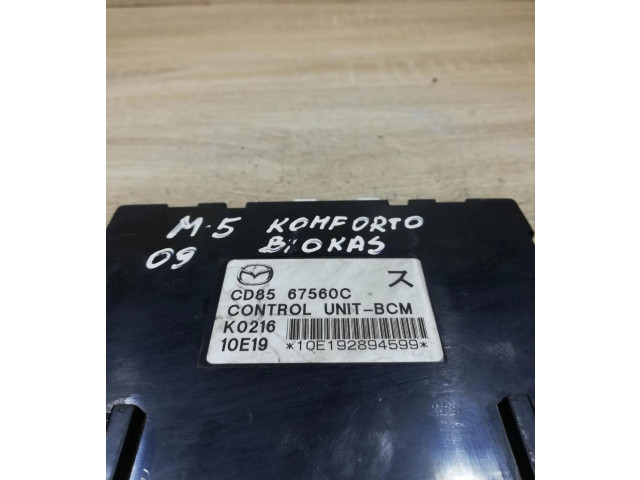 M-5 KOMFORTO
09 BlOKAS
ス
CD85 67560C
CONTROL UNIT-BCM
K0216
10E19 *10E192894599*